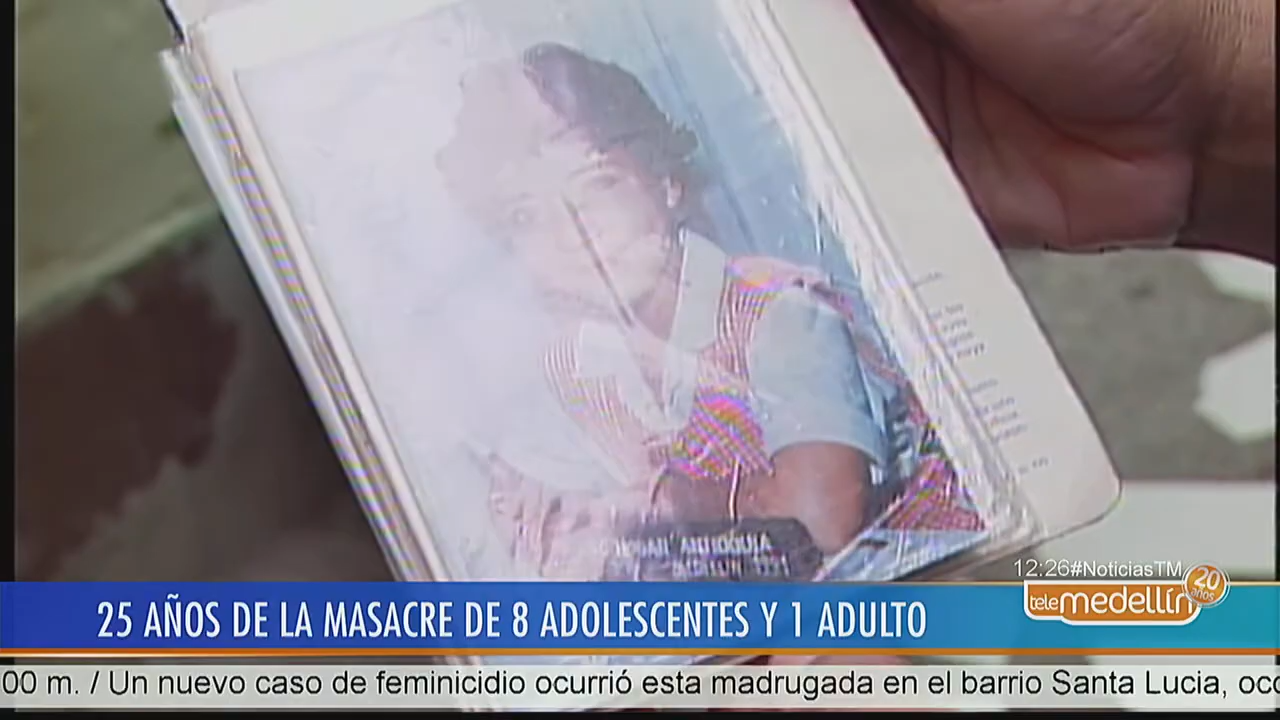 ANTIOQUIA
12:26#NoticiasTM
20 años
telemedellín
25 AÑOS DE LA MASACRE DE 8 ADOLESCENTES Y 1 ADULTO
00 m. / Un nuevo caso de feminicidio ocurrió esta madrugada en el barrio Santa Lucia,